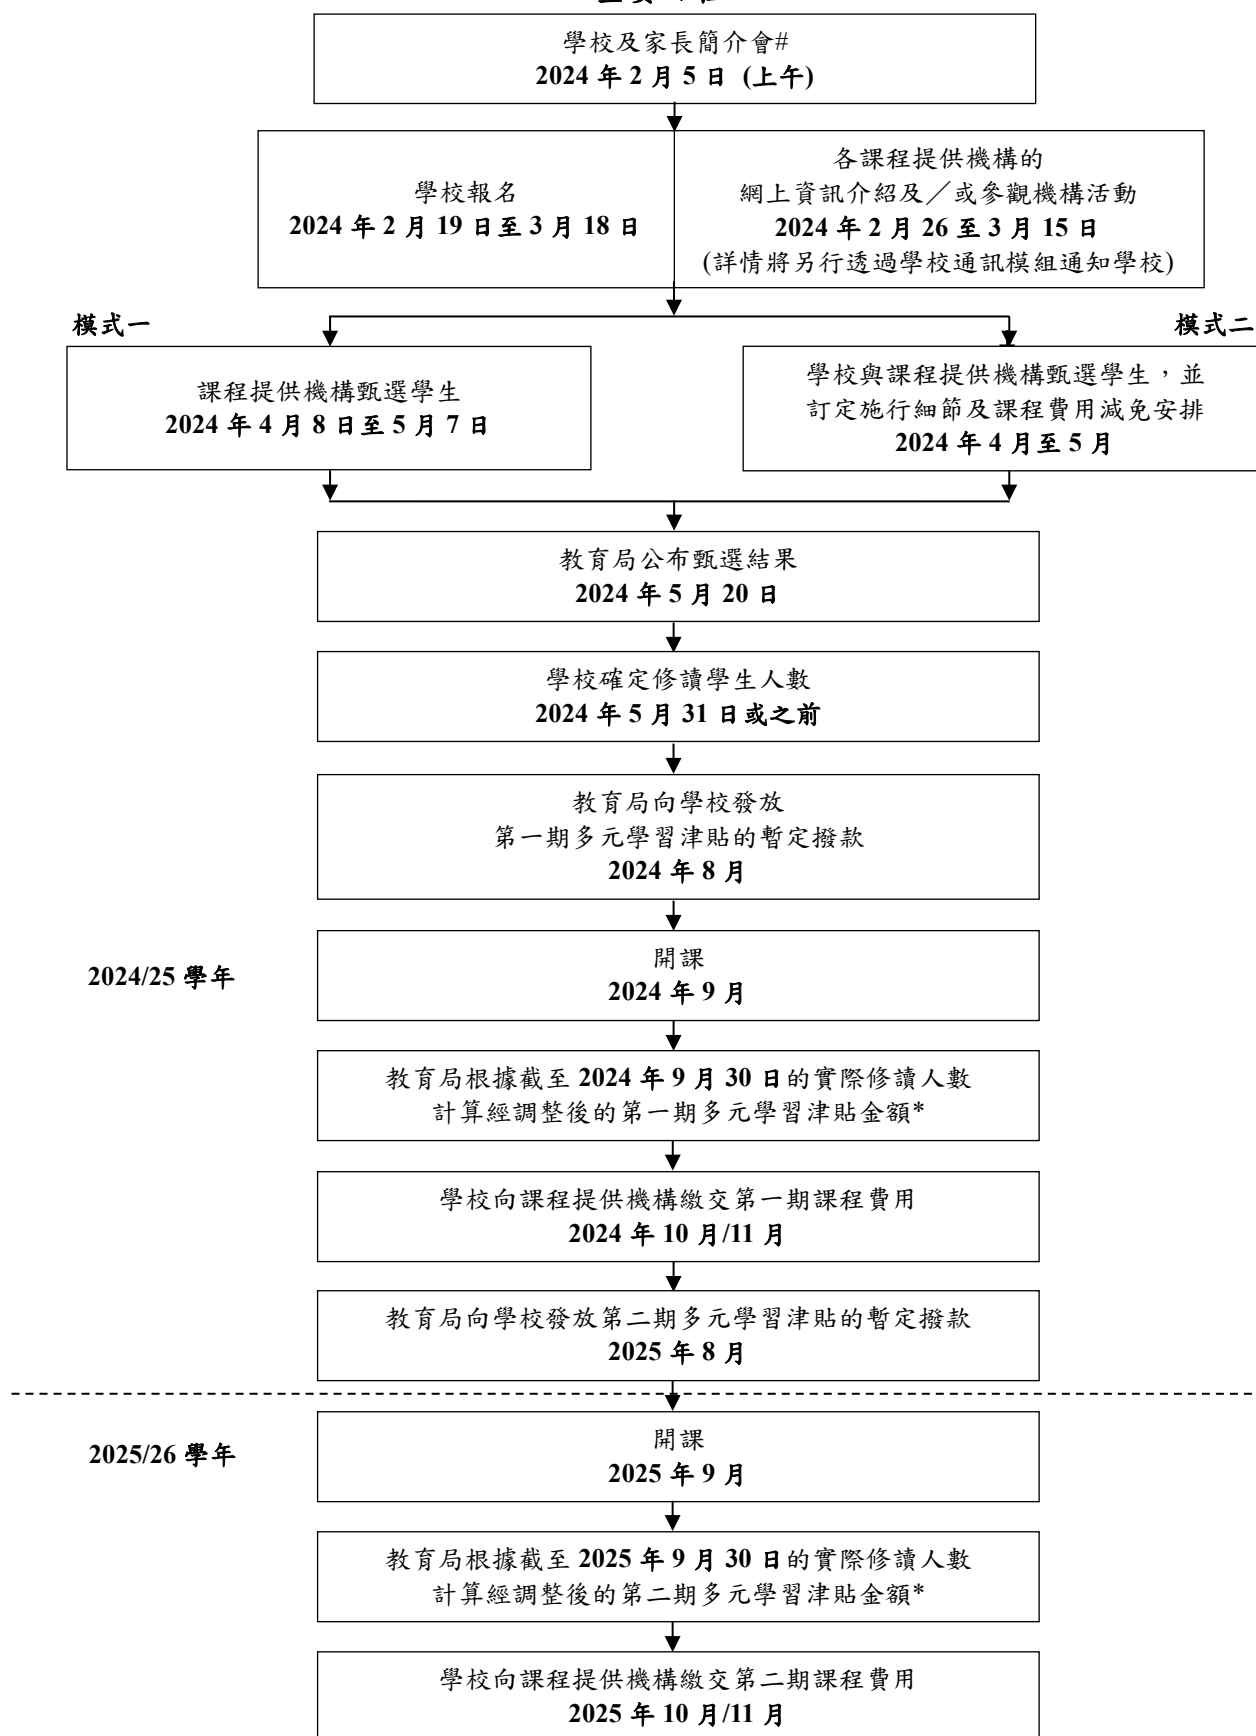 學校及家長簡介會#
2024 年 2 月 5 日 (上午)
學校報名
2024 年 2 月 19 日至 3 月 18 日
各課程提供機構的
網上資訊介紹及／或參觀機構活動
2024 年 2 月 26 至 3 月 15 日
(詳情將另行透過學校通訊模組通知學校)
模式一
課程提供機構甄選學生
2024 年 4 月 8 日至 5 月 7 日
模式二
學校與課程提供機構甄選學生，並
訂定施行細節及課程費用減免安排
2024 年 4 月至 5 月
教育局公布甄選結果
2024 年 5 月 20 日
學校確定修讀學生人數
2024 年 5 月 31 日或之前
教育局向學校發放
第一期多元學習津貼的暫定撥款
2024 年 8 月
2024/25 學年
開課
2024 年 9 月
教育局根據截至 2024 年 9 月 30 日的實際修讀人數
計算經調整後的第一期多元學習津貼金額*
學校向課程提供機構繳交第一期課程費用
2024 年 10 月/11 月
教育局向學校發放第二期多元學習津貼的暫定撥款
2025 年 8 月
2025/26 學年
開課
2025 年 9 月
教育局根據截至 2025 年 9 月 30 日的實際修讀人數
計算經調整後的第二期多元學習津貼金額*
學校向課程提供機構繳交第二期課程費用
2025 年 10 月/11 月